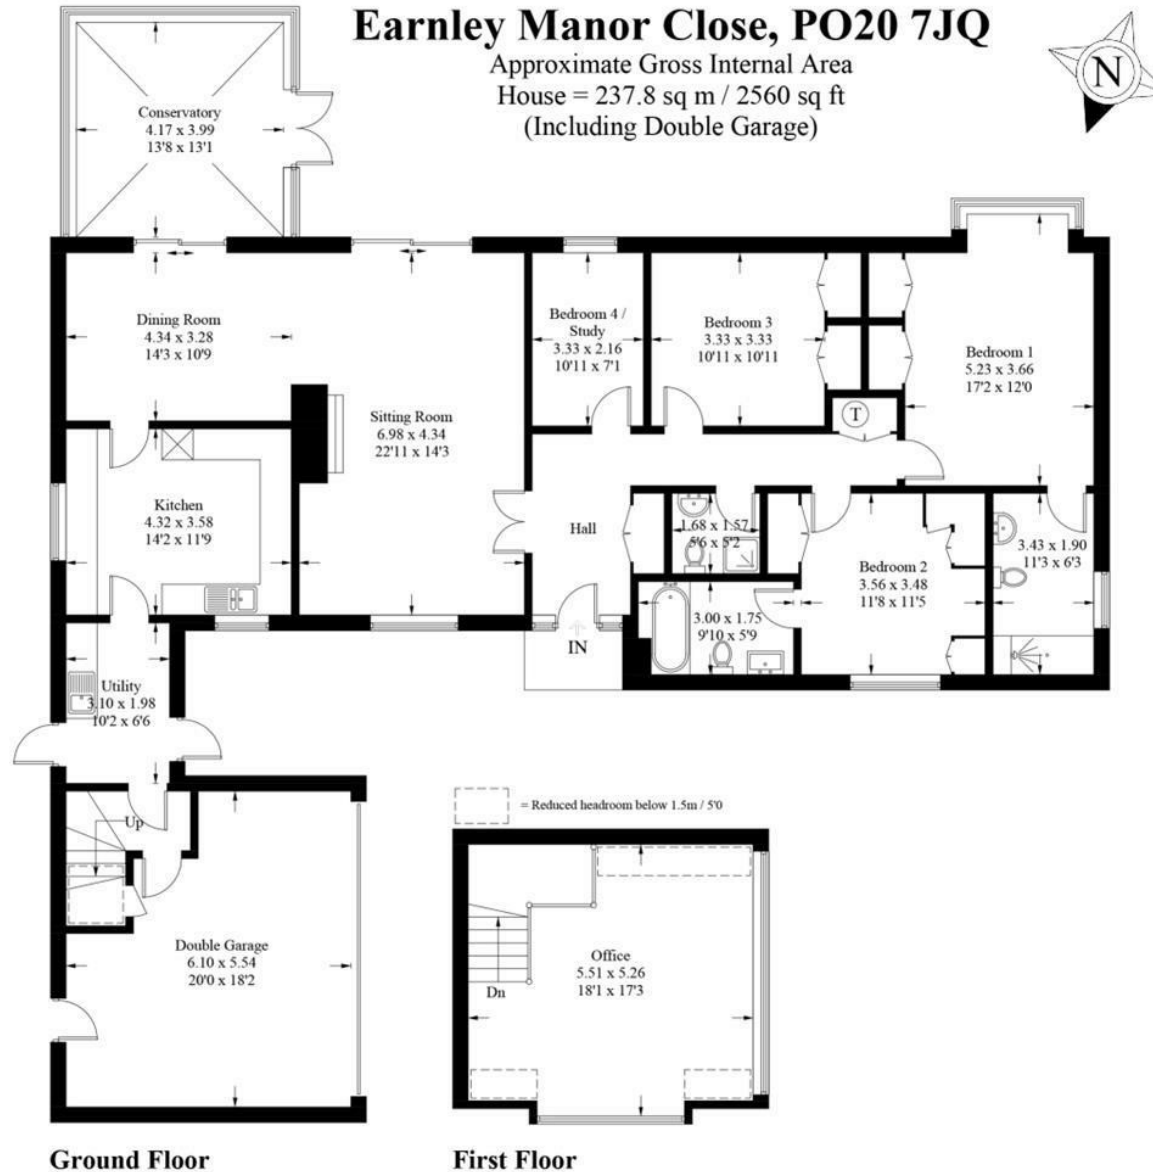 Earnley Manor Close, PO20 7JQ
Approximate Gross Internal Area
House = 237.8 sq m / 2560 sq ft
(Including Double Garage)
N
Conservatory
4.17 x 3.99
13'8 x 13'1
Dining Room
4.34 x 3.28
14'3 x 10'9
Sitting Room
6.98 x 4.34
22'11 x 14'3
Bedroom 4 /
Study
3.33 x 2.16
10'11 x 7'1
Bedroom 3
3.33 x 3.33
10'11 x 10'11
Bedroom 1
5.23 x 3.66
17'2 x 12'0
T
Kitchen
4.32 x 3.58
14'2 x 11'9
Hall
1.68 x 1.57
5'6 x 5'2
Bedroom 2
3.56 x 3.48
11'8 x 11'5
3.43 x 1.90
11'3 x 6'3
3.00 x 1.75
9'10 x 5'9
IN
Utility
3.10 x 1.98
10'2 x 6'6
Up
= Reduced headroom below 1.5m / 5'0
Double Garage
6.10 x 5.54
20'0 x 18'2
Office
5.51 x 5.26
18'1 x 17'3
Dn
Ground Floor
First Floor